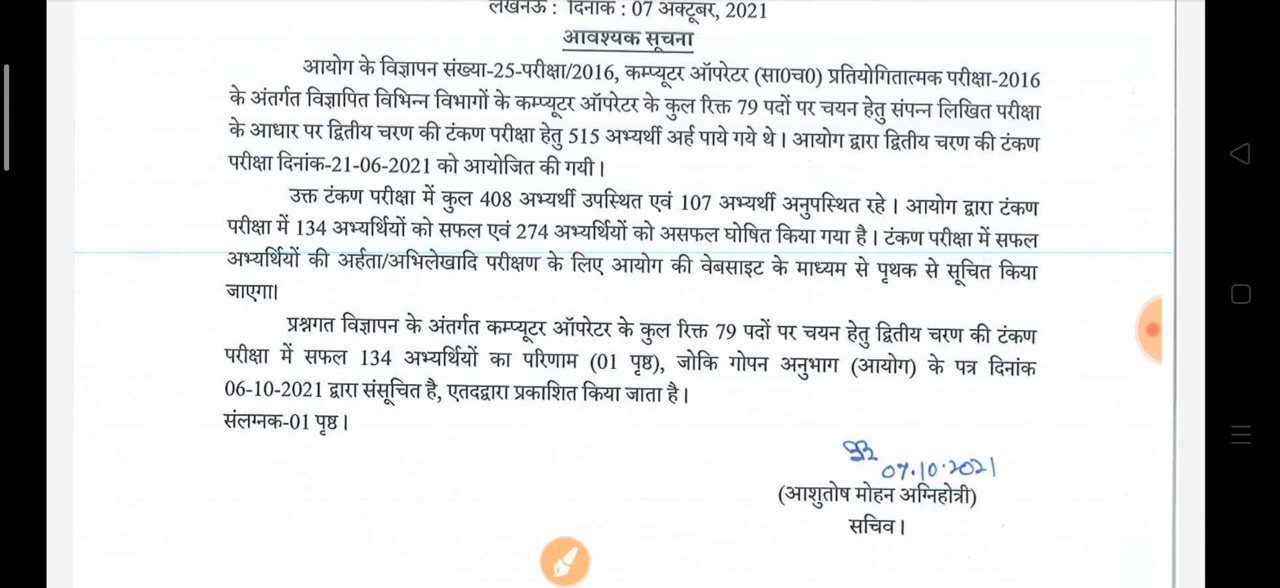 लखनऊ : दिनांक : 07 अक्टूबर, 2021
आवश्यक सूचना
आयोग के विज्ञापन संख्या-25-परीक्षा/2016, कम्प्यूटर ऑपरेटर (सा0च0) प्रतियोगितात्मक परीक्षा-2016
के अंतर्गत विज्ञापित विभिन्न विभागों के कम्प्यूटर ऑपरेटर के कुल रिक्त 79 पदों पर चयन हेतु संपन्न लिखित परीक्षा
के आधार पर द्वितीय चरण की टंकण परीक्षा हेतु 515 अभ्यर्थी अर्ह पाये गये थे। आयोग द्वारा द्वितीय चरण की टंकण
परीक्षा दिनांक-21-06-2021 को आयोजित की गयी।
उक्त टंकण परीक्षा में कुल 408 अभ्यर्थी उपस्थित एवं 107 अभ्यर्थी अनुपस्थित रहे। आयोग द्वारा टंकण
परीक्षा में 134 अभ्यर्थियों को सफल एवं 274 अभ्यर्थियों को असफल घोषित किया गया है। टंकण परीक्षा में सफल
अभ्यर्थियों की अर्हता/अभिलेखादि परीक्षण के लिए आयोग की वेबसाइट के माध्यम से पृथक से सूचित किया
जाएगा।
प्रश्नगत विज्ञापन के अंतर्गत कम्प्यूटर ऑपरेटर के कुल रिक्त 79 पदों पर चयन हेतु द्वितीय चरण की टंकण
परीक्षा में सफल 134 अभ्यर्थियों का परिणाम (01 पृष्ठ), जोकि गोपन अनुभाग (आयोग) के पत्र दिनांक
06-10-2021 द्वारा संसूचित है, एतदद्वारा प्रकाशित किया जाता है।
संलग्नक-01 पृष्ठ।
07.10.2021
(आशुतोष मोहन अग्निहोत्री)
सचिव।